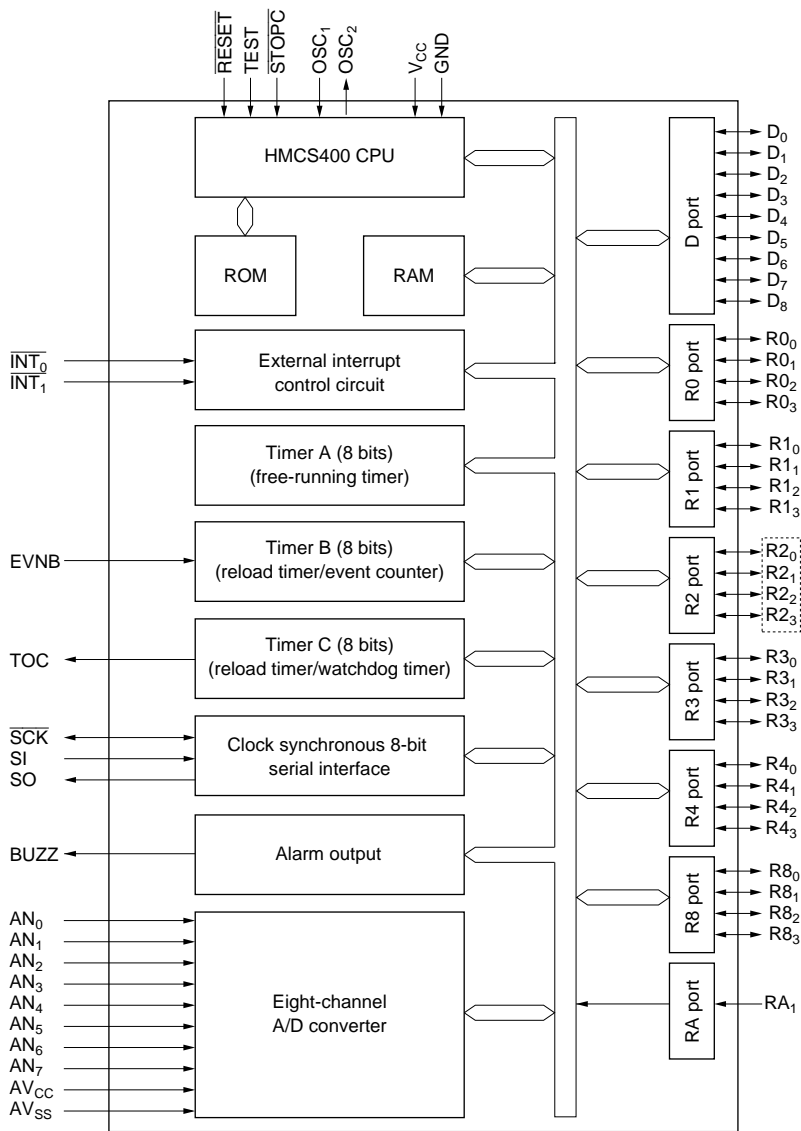 RESET
TEST
STOPC
OSC1
OSC2
VCC
GND
HMCS400 CPU
ROM
RAM
INT0
INT1
External interrupt
control circuit
Timer A (8 bits)
(free-running timer)
EVNB
Timer B (8 bits)
(reload timer/event counter)
TOC
Timer C (8 bits)
(reload timer/watchdog timer)
SCK
SI
SO
Clock synchronous 8-bit
serial interface
BUZZ
Alarm output
AN0
AN1
AN2
AN3
AN4
AN5
AN6
AN7
AVCC
AVSS
Eight-channel
A/D converter
D port
D0
D1
D2
D3
D4
D5
D6
D7
D8
R0 port
R00
R01
R02
R03
R1 port
R10
R11
R12
R13
R2 port
R20
R21
R22
R23
R3 port
R30
R31
R32
R33
R4 port
R40
R41
R42
R43
R8 port
R80
R81
R82
R83
RA port
RA1